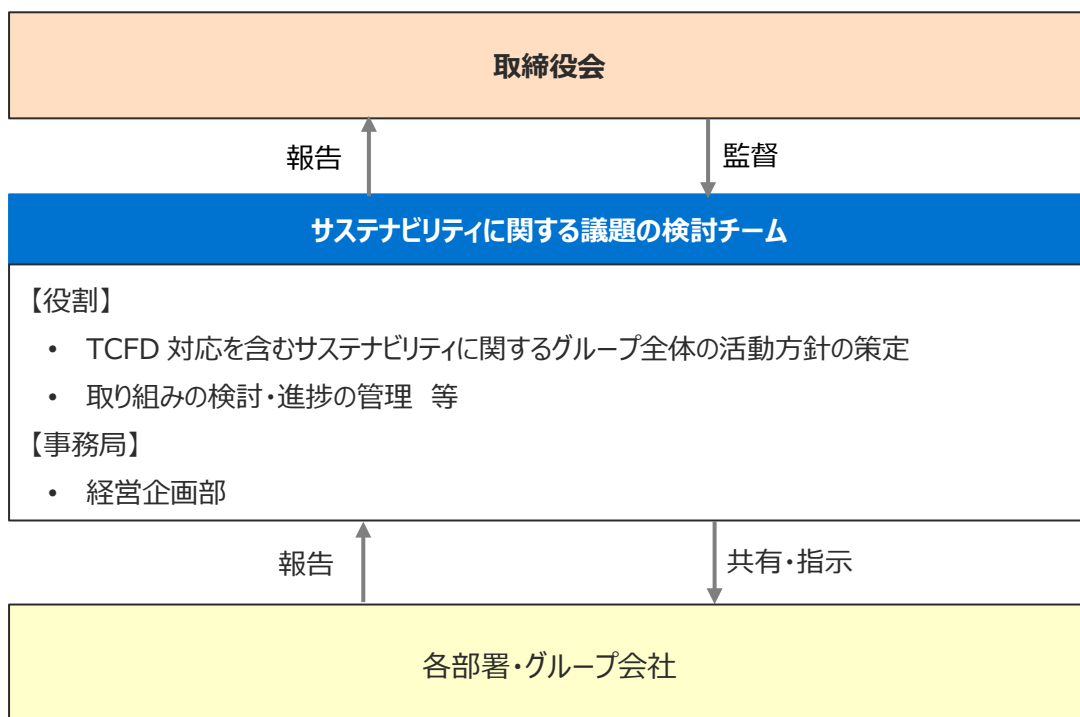 取締役会
報告
監督
サステナビリティに関する議題の検討チーム
【役割】
• TCFD 対応を含むサステナビリティに関するグループ全体の活動方針の策定
• 取り組みの検討・進捗の管理　等
【事務局】
• 経営企画部
報告
共有・指示
各部署・グループ会社